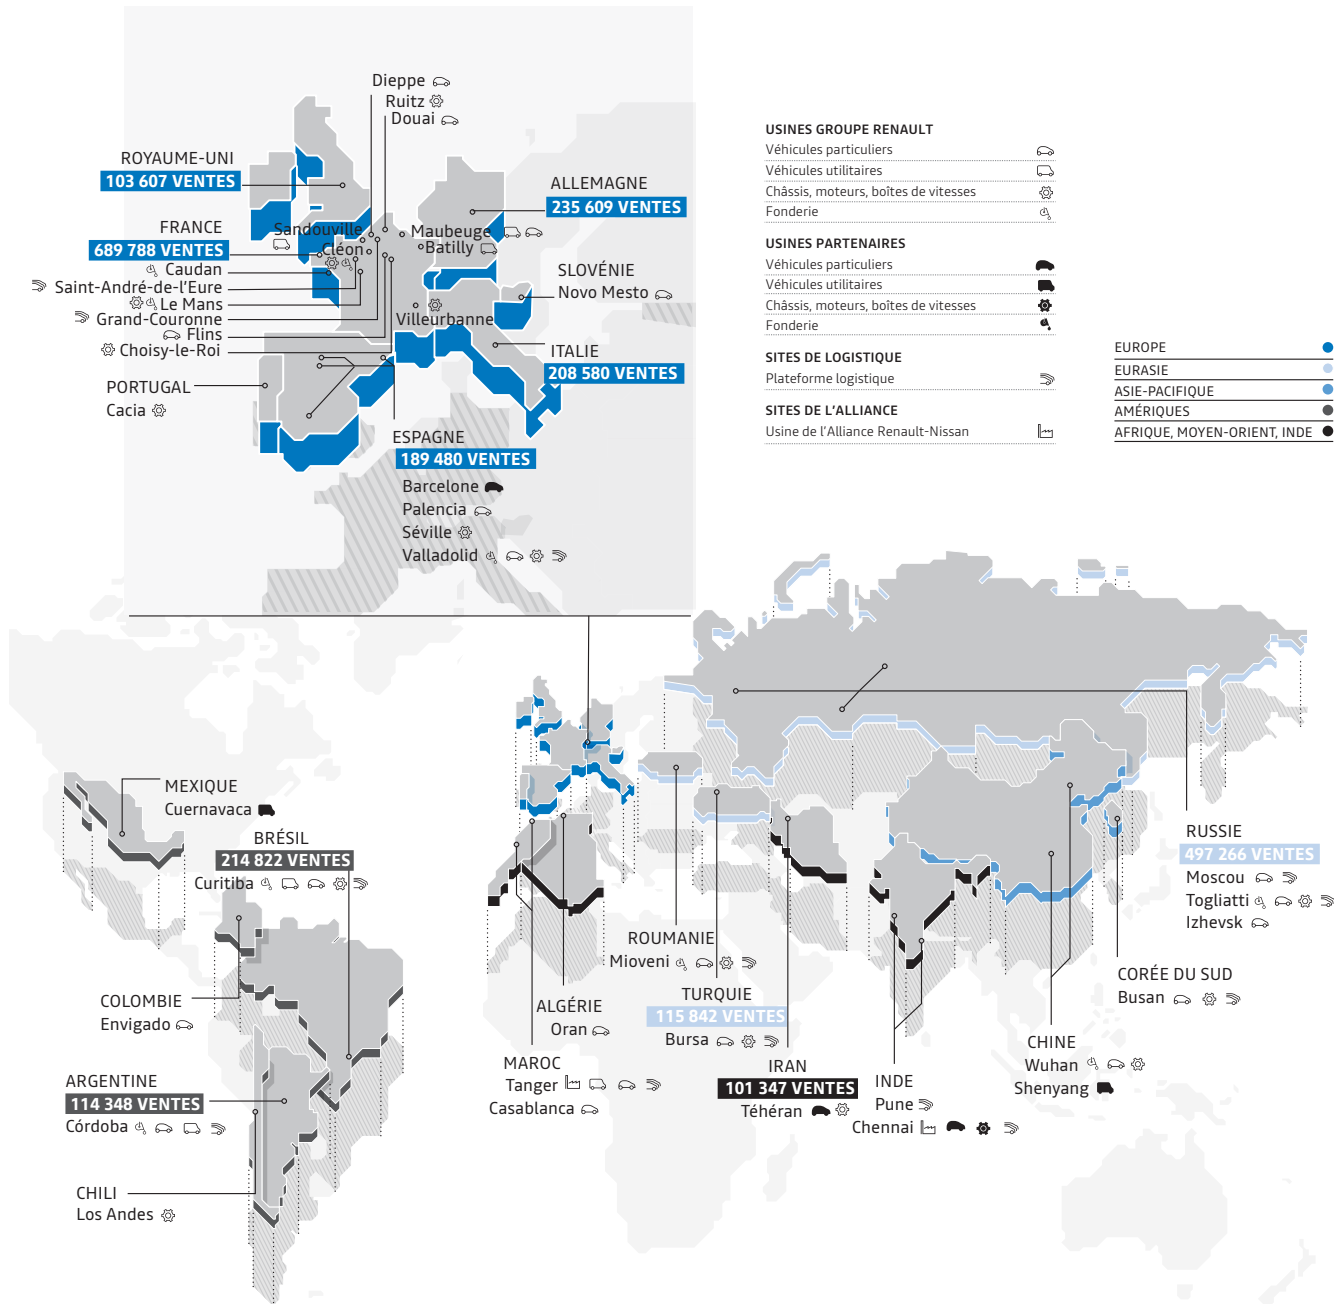 Dieppe
Ruitz
Douai
ROYAUME-UNI
103 607 VENTES
ALLEMAGNE
235 609 VENTES
FRANCE
689 788 VENTES
Sandouville
Cléon
Maubeuge
Batilly
Caudan
Saint-André-de-l'Eure
Le Mans
Grand-Couronne
Flins
Choisy-le-Roi
SLOVÉNIE
Novo Mesto
Villeurbanne
ITALIE
208 580 VENTES
PORTUGAL
Cacia
ESPAGNE
189 480 VENTES
Barcelone
Palencia
Séville
Valladolid
USINES GROUPE RENAULT
Véhicules particuliers
Véhicules utilitaires
Châssis, moteurs, boîtes de vitesses
Fonderie
USINES PARTENAIRES
Véhicules particuliers
Véhicules utilitaires
Châssis, moteurs, boîtes de vitesses
Fonderie
SITES DE LOGISTIQUE
Plateforme logistique
SITES DE L'ALLIANCE
Usine de l'Alliance Renault-Nissan
EUROPE
EURASIE
ASIE-PACIFIQUE
AMÉRIQUES
AFRIQUE, MOYEN-ORIENT, INDE
MEXIQUE
Cuernavaca
BRÉSIL
214 822 VENTES
Curitiba
COLOMBIE
Envigado
ARGENTINE
114 348 VENTES
Córdoba
CHILI
Los Andes
ROUMANIE
Mioveni
ALGÉRIE
Oran
TURQUIE
115 842 VENTES
Bursa
MAROC
Tanger
Casablanca
IRAN
101 347 VENTES
Téhéran
INDE
Pune
Chennai
CHINE
Wuhan
Shenyang
CORÉE DU SUD
Busan
RUSSIE
497 266 VENTES
Moscou
Togliatti
Izhevsk